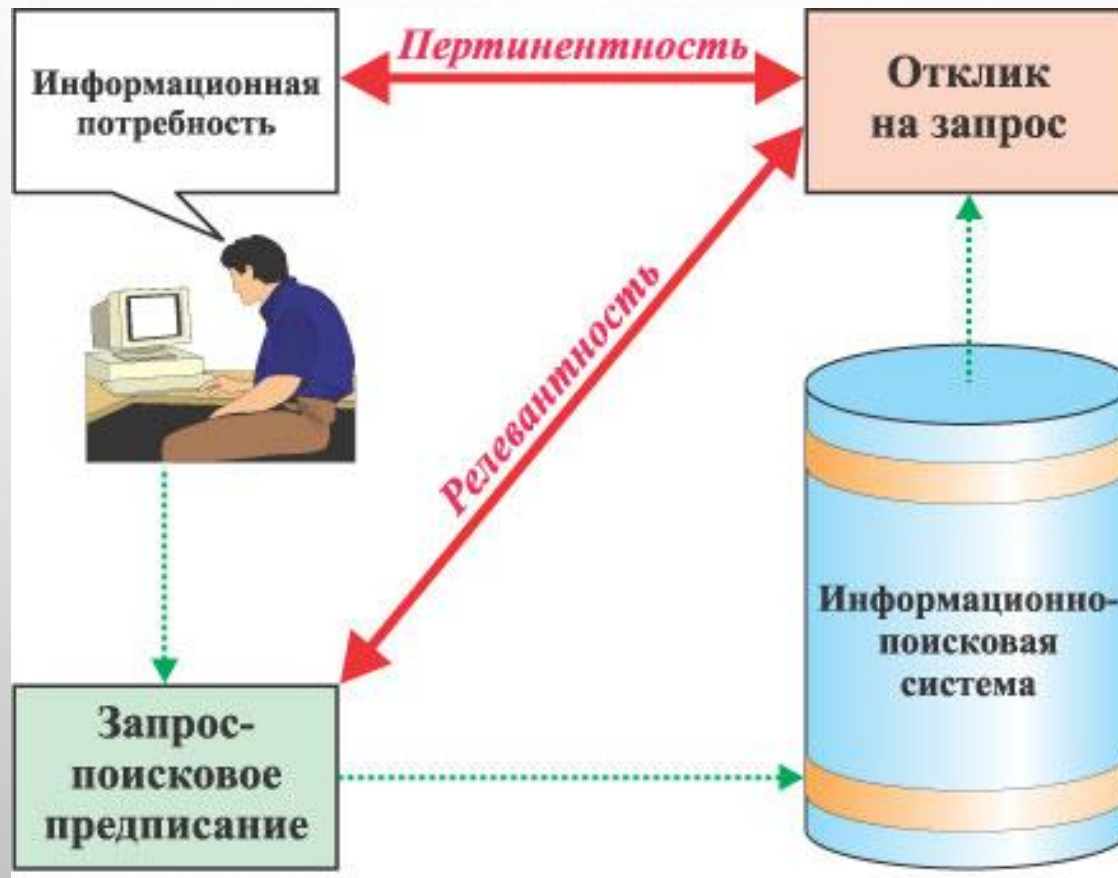 Пертинентность
Информационная
потребность
Отклик
на запрос
Релевантность
Информационно-
поисковая
система
Запрос-
поисковое
предписание